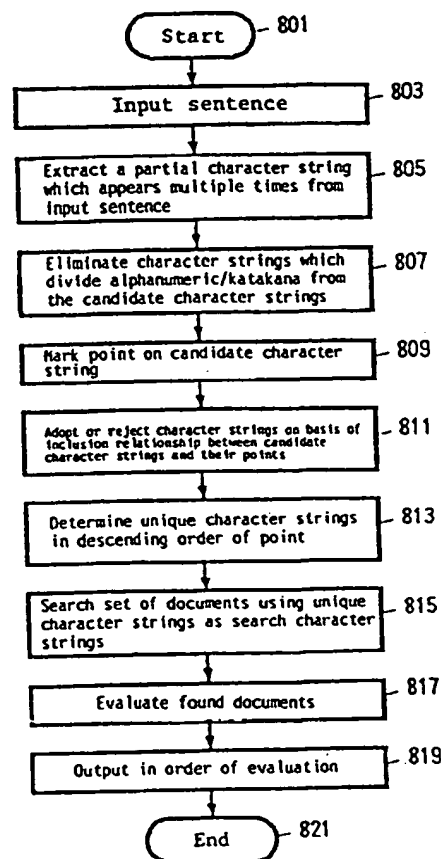 Start
801
Input sentence
803
Extract a partial character string
which appears multiple times from
input sentence
805
Eliminate character strings which
divide alphanumeric/katakana from
the candidate character strings
807
Mark point on candidate character
string
809
Adopt or reject character strings on basis of
inclusion relationship between candidate
character strings and their points
811
Determine unique character strings
in descending order of point
813
Search set of documents using unique
character strings as search character
strings
815
Evaluate found documents
817
Output in order of evaluation
819
End
821